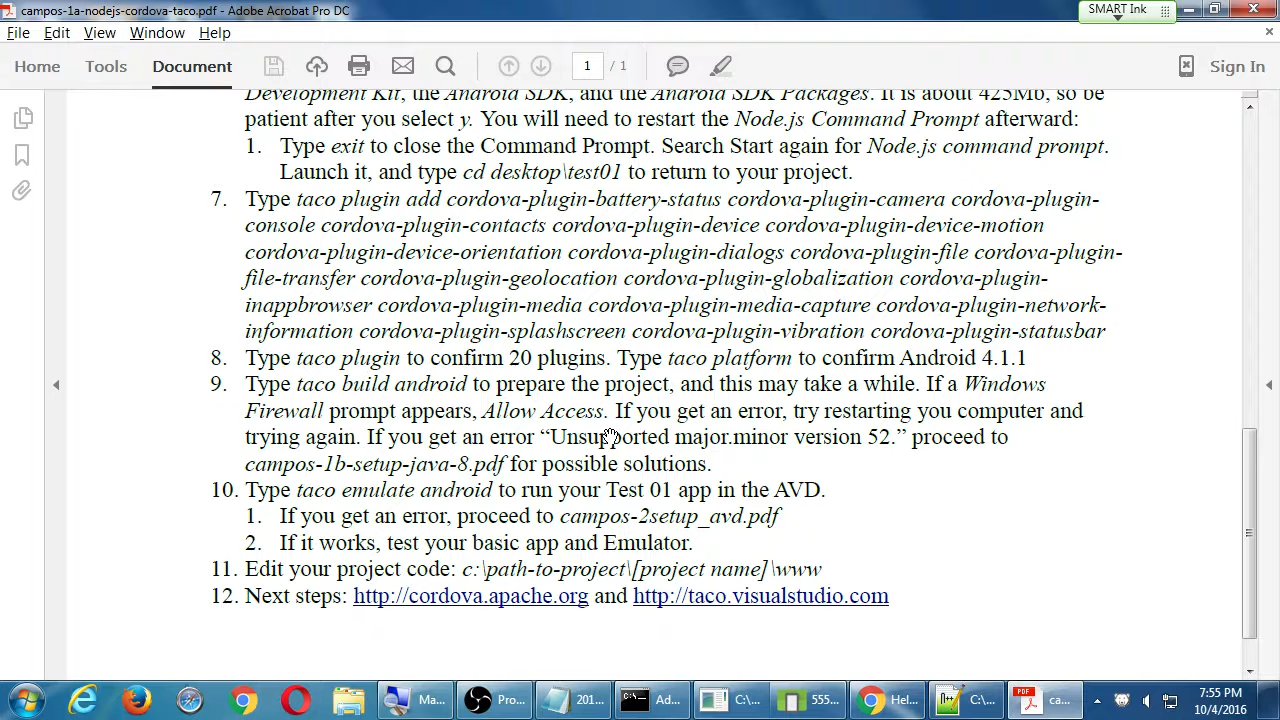 campos-1a-nodejs-cordova-taco.pdf - Adobe Acrobat Pro DC
SMART Ink
File Edit View Window Help
Home Tools Document 1 / 1 Sign In
Development Kit, the Android SDK, and the Android SDK Packages. It is about 425Mb, so be
patient after you select y. You will need to restart the Node.js Command Prompt afterward:
1. Type exit to close the Command Prompt. Search Start again for Node.js command prompt.
Launch it, and type cd desktop\test01 to return to your project.
7. Type taco plugin add cordova-plugin-battery-status cordova-plugin-camera cordova-plugin-
console cordova-plugin-contacts cordova-plugin-device cordova-plugin-device-motion
cordova-plugin-device-orientation cordova-plugin-dialogs cordova-plugin-file cordova-plugin-
file-transfer cordova-plugin-geolocation cordova-plugin-globalization cordova-plugin-
inappbrowser cordova-plugin-media cordova-plugin-media-capture cordova-plugin-network-
information cordova-plugin-splashscreen cordova-plugin-vibration cordova-plugin-statusbar
8. Type taco plugin to confirm 20 plugins. Type taco platform to confirm Android 4.1.1
9. Type taco build android to prepare the project, and this may take a while. If a Windows
Firewall prompt appears, Allow Access. If you get an error, try restarting you computer and
trying again. If you get an error “Unsupported major.minor version 52.” proceed to
campos-1b-setup-java-8.pdf for possible solutions.
10. Type taco emulate android to run your Test 01 app in the AVD.
1. If you get an error, proceed to campos-2setup_avd.pdf
2. If it works, test your basic app and Emulator.
11. Edit your project code: c:\path-to-project\[project name]\www
12. Next steps: http://cordova.apache.org and http://taco.visualstudio.com
Ma... Pro... 201... Ad... C:\... 555... Hel... C:\... PDF ca... 7:55 PM
10/4/2016